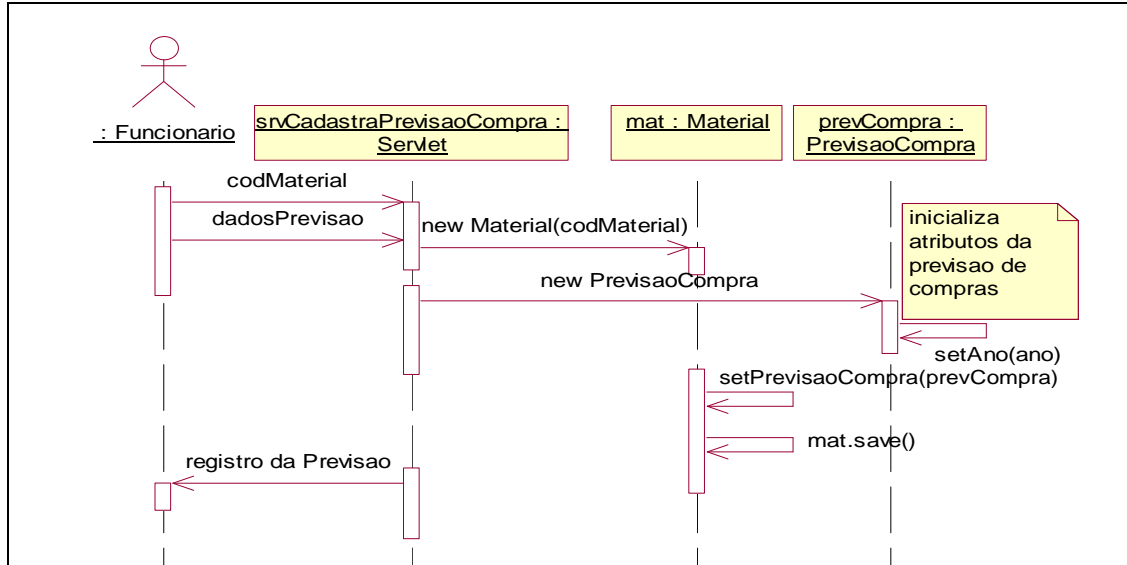 : Funcionario
srvCadastraPrevisaoCompra :
Servlet
mat : Material
prevCompra :
PrevisaoCompra
codMaterial
dadosPrevisao
new Material(codMaterial)
inicializa
atributos da
previsao de
compras
new PrevisaoCompra
setAno(ano)
setPrevisaoCompra(prevCompra)
mat.save()
registro da Previsao